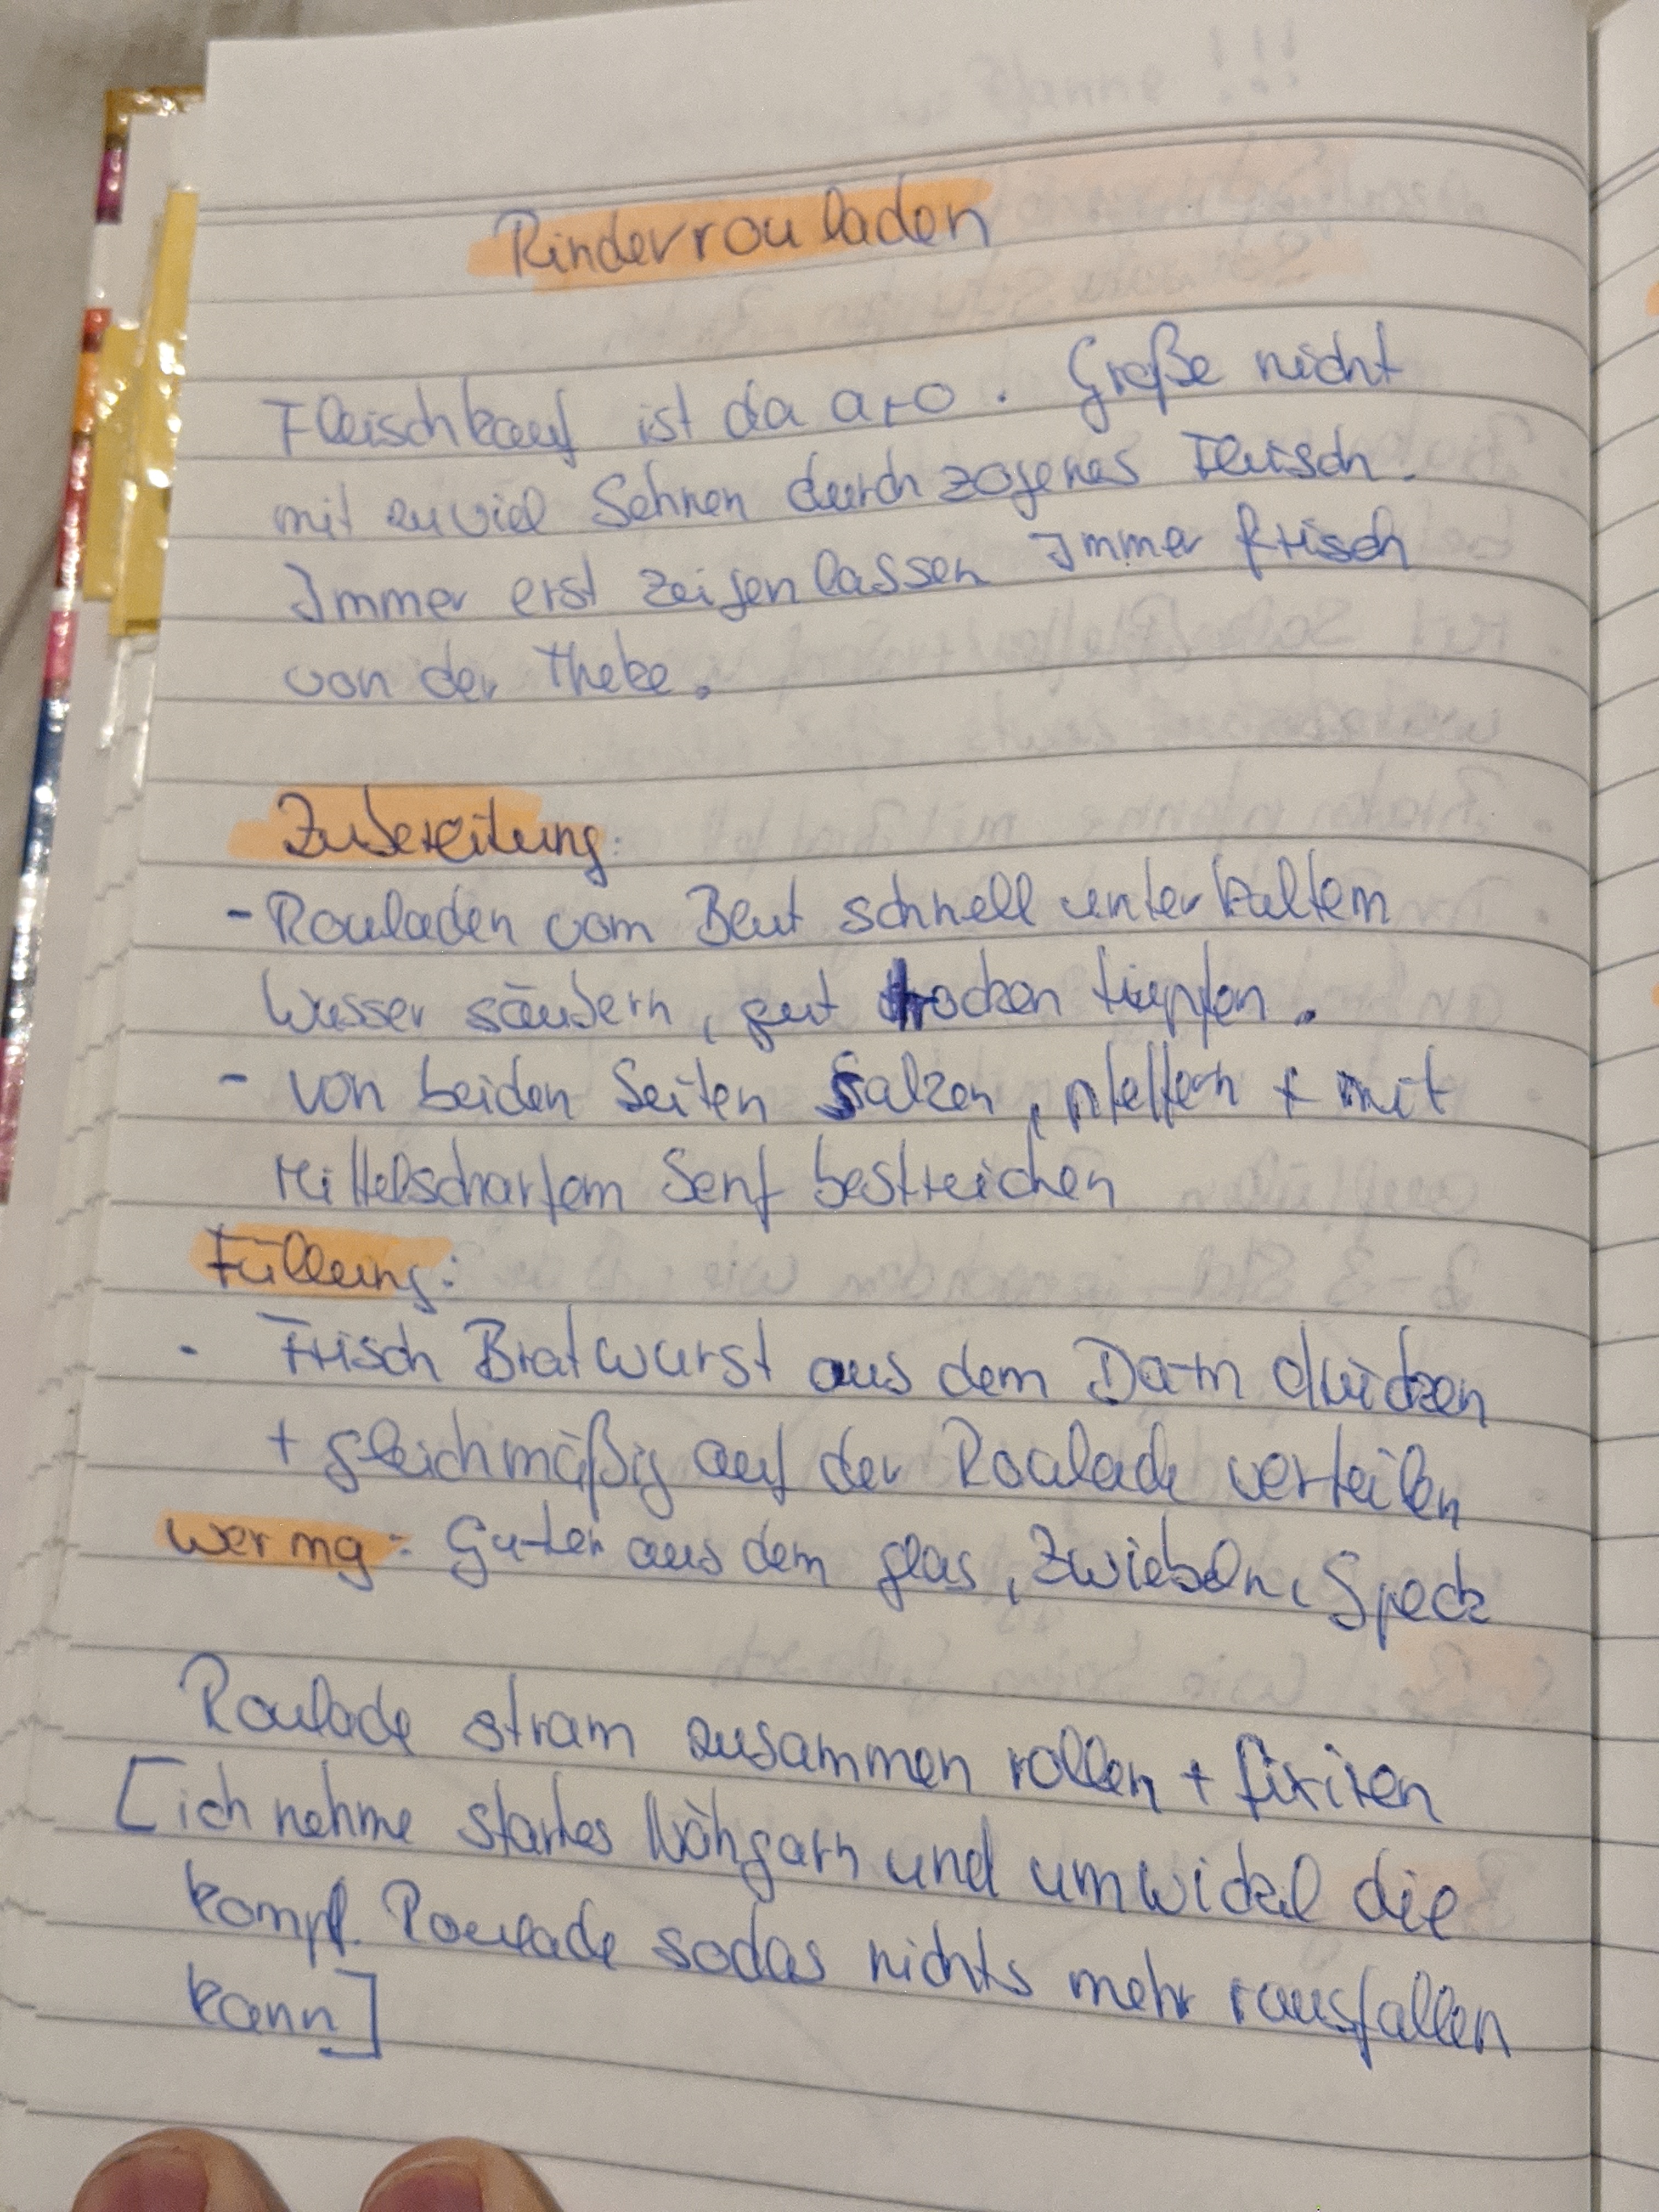 Rinderrouladen
Fleischkauf ist da a + o. Große nicht
mit zuviel Sehnen durchzogenes Fleisch.
Immer erst zeigen lassen Immer frisch
von der Theke.
Zubereitung:
- Rouladen vom Blut schnell unter kaltem
Wasser säubern, gut trocken tupfen.
- von beiden Seiten Salzen, pfeffern + mit
Mittelscharfem Senf bestreichen
Füllung:
- Frisch Bratwurst aus dem Darm drücken
+ gleichmäßig auf der Roulade verteilen
wer mg: Gurken aus dem glas, Zwiebeln, Speck
Roulade stram zusammen rollen + fixiren
[ich nehme starkes Nähgarn und umwickel die
kompl. Roulade sodas nichts mehr rausfallen
kann]